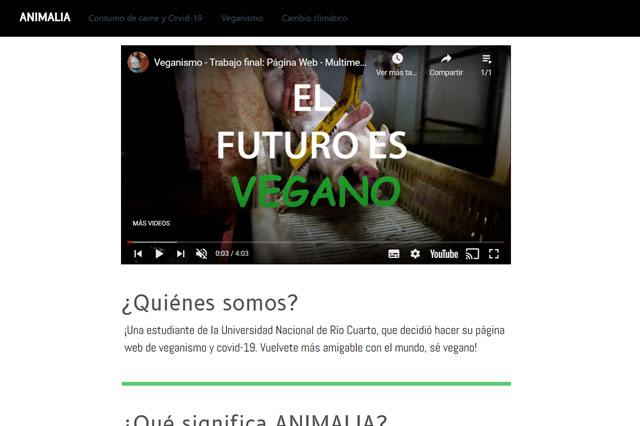 ANIMALIA Consumo de carne y Covid-19 Veganismo Cambio climático
Veganismo - Trabajo final: Página Web - Multime...
Ver más ta... Compartir 1/1
EL
FUTURO ES
VEGANO
MÁS VIDEOS
0:03 / 4:03 YouTube
¿Quiénes somos?
¡Una estudiante de la Universidad Nacional de Río Cuarto, que decidió hacer su página
web de veganismo y covid-19. Vuelvete más amigable con el mundo, sé vegano!
¿Qué significa ANIMALIA?